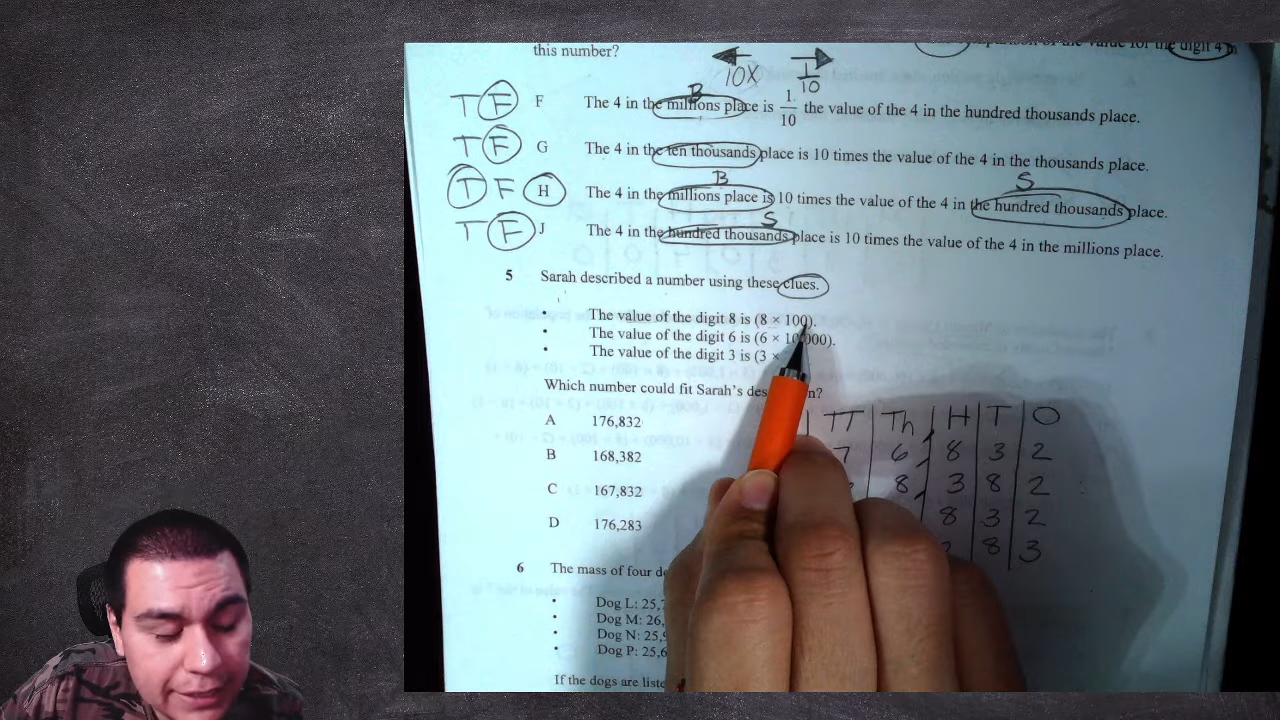 this number?
the value for the digit 4
10X
1/10
T F F The 4 in the millions place is 1/10 the value of the 4 in the hundred thousands place.
B
T F G The 4 in the ten thousands place is 10 times the value of the 4 in the thousands place.
B S
T F H The 4 in the millions place is 10 times the value of the 4 in the hundred thousands place.
S
T F J The 4 in the hundred thousands place is 10 times the value of the 4 in the millions place.
5 Sarah described a number using these clues.
• The value of the digit 8 is (8 × 100).
• The value of the digit 6 is (6 × 10,000).
• The value of the digit 3 is (3 ×
Which number could fit Sarah's
A 176,832
B 168,382
C 167,832
D 176,283
TT Th H T O
7 6 8 3 2
8 3 8 2
8 3 2
8 3
6 The mass of four
• Dog L: 25,
• Dog M: 26,
• Dog N: 25,
• Dog P: 25,6
If the dogs are